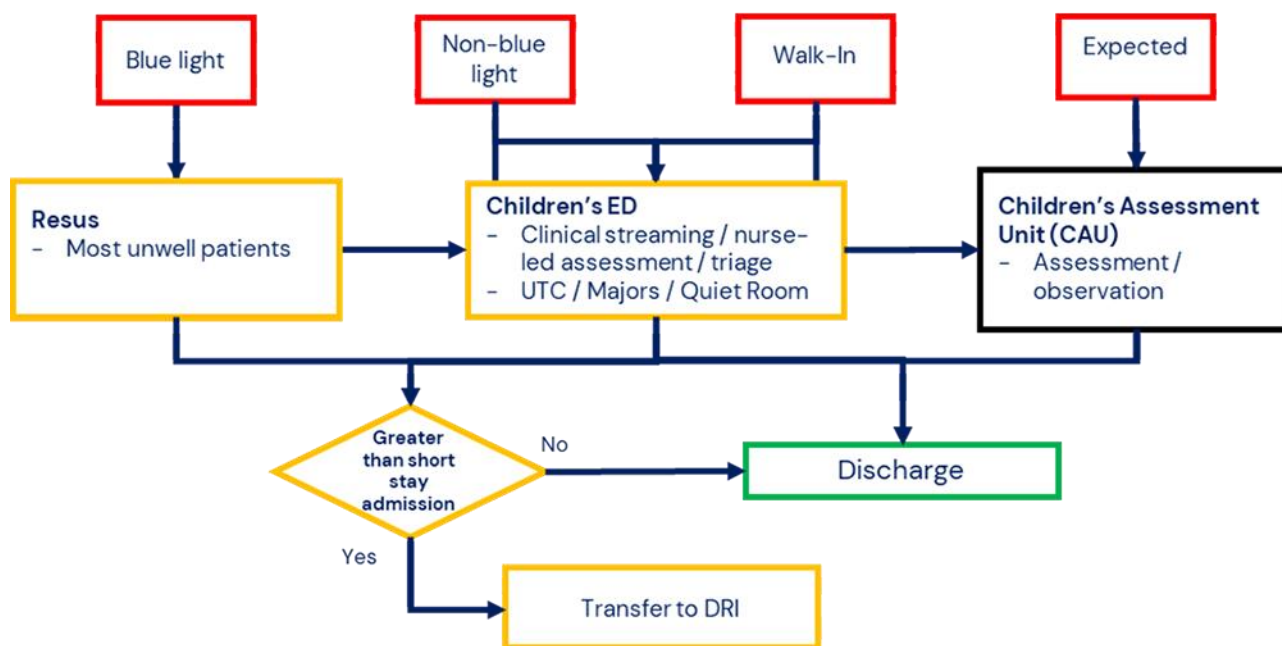 Blue light
Non-blue
light
Walk-In
Expected
Resus
- Most unwell patients
Children’s ED
- Clinical streaming / nurse-
led assessment / triage
- UTC / Majors / Quiet Room
Children’s Assessment
Unit (CAU)
- Assessment /
observation
Greater
than short
stay
admission
No
Discharge
Yes
Transfer to DRI